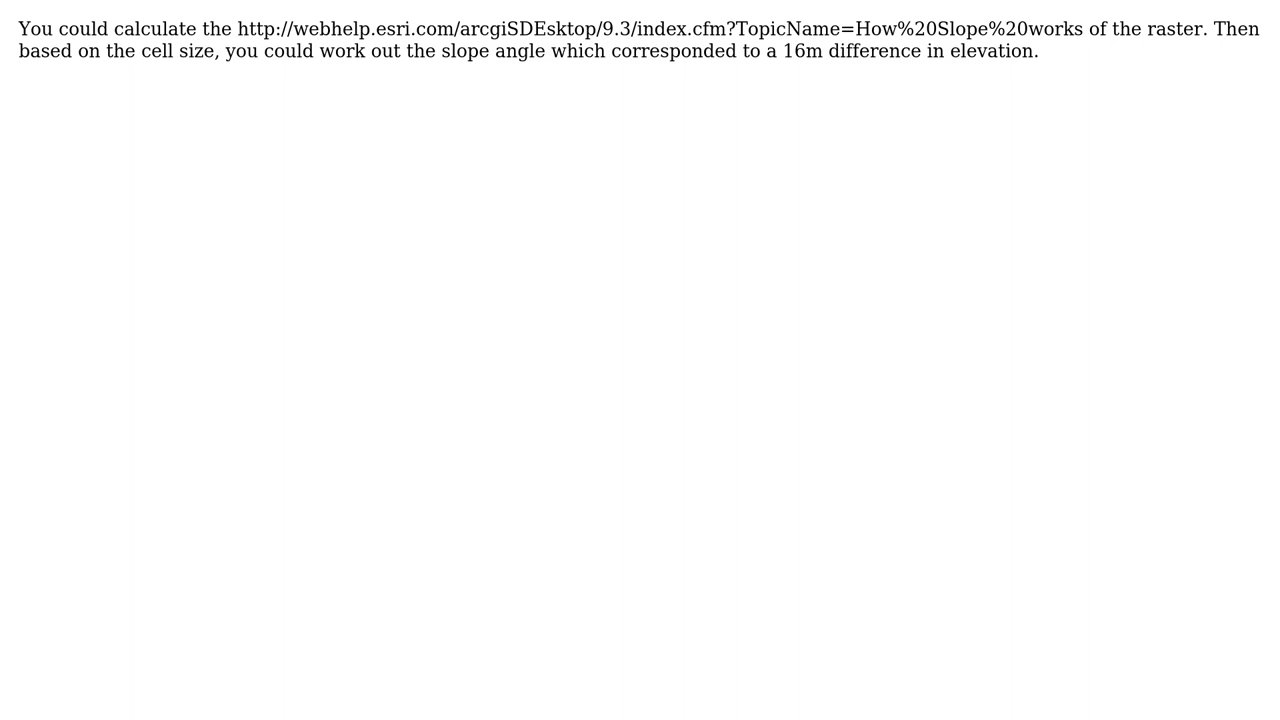 You could calculate the http://webhelp.esri.com/arcgiSDEsktop/9.3/index.cfm?TopicName=How%20Slope%20works of the raster. Then
based on the cell size, you could work out the slope angle which corresponded to a 16m difference in elevation.